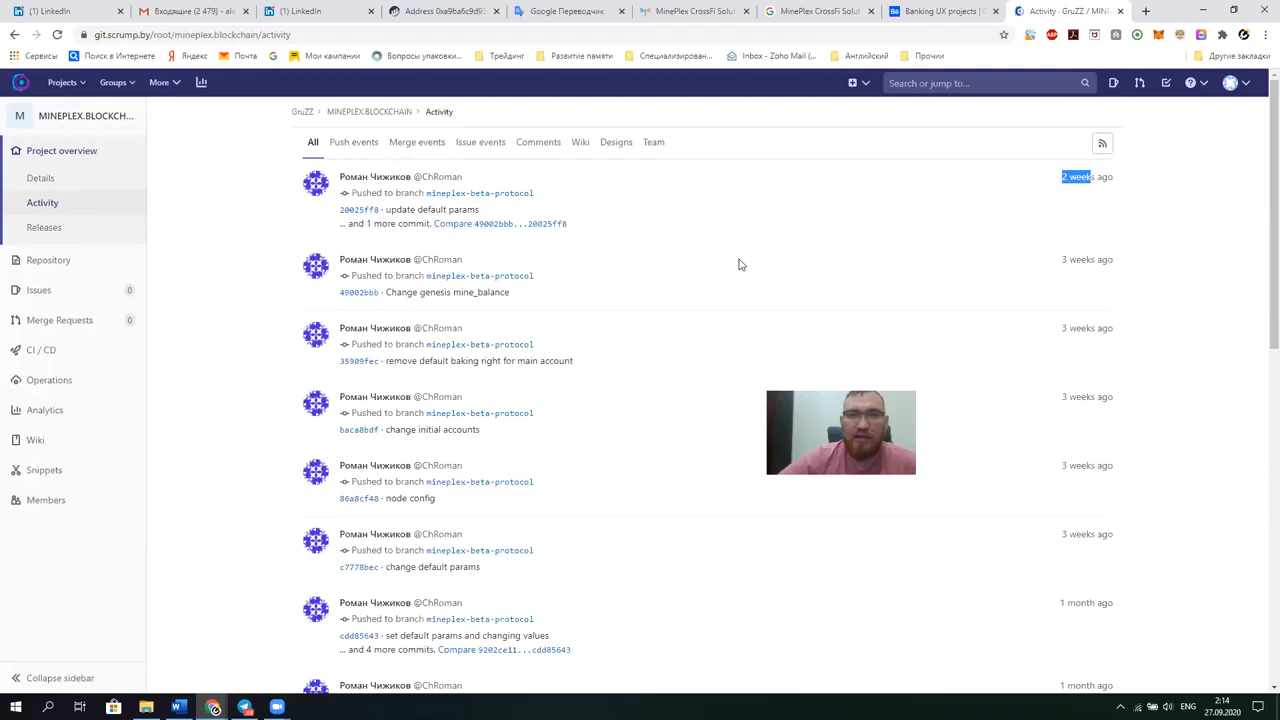 LinkedIn
Входящие (2 479) - ale
LinkedIn
Address 0xa9ba6c9d93
Google Переводчик
MinePlex CrossFi Soluti
MinePlex CrossFi Soluti
Banking UX projects | C
Activity · GruZZ / MINE
git.scrump.by/root/mineplex.blockchain/activity
Сервисы
Поиск в Интернете
Яндекс
Почта
Мои кампании
Вопросы упаковки...
Трейдинг
Развитие памяти
Специализирован...
Inbox - Zoho Mail (...
Английский
Прочии
Другие закладки
Projects
Groups
More
Search or jump to...
M MINEPLEX.BLOCKCH...
GruZZ > MINEPLEX.BLOCKCHAIN > Activity
Project overview
Details
Activity
Releases
Repository
Issues 0
Merge Requests 0
CI / CD
Operations
Analytics
Wiki
Snippets
Members
Collapse sidebar
All Push events Merge events Issue events Comments Wiki Designs Team
Роман Чижиков @ChRoman 2 weeks ago
Pushed to branch mineplex-beta-protocol
20025ff8 · update default params
... and 1 more commit. Compare 49002bbb...20025ff8
Роман Чижиков @ChRoman 3 weeks ago
Pushed to branch mineplex-beta-protocol
49002bbb · Change genesis mine_balance
Роман Чижиков @ChRoman 3 weeks ago
Pushed to branch mineplex-beta-protocol
35909fec · remove default baking right for main account
Роман Чижиков @ChRoman 3 weeks ago
Pushed to branch mineplex-beta-protocol
baca8bdf · change initial accounts
Роман Чижиков @ChRoman 3 weeks ago
Pushed to branch mineplex-beta-protocol
86a8cf48 · node config
Роман Чижиков @ChRoman 3 weeks ago
Pushed to branch mineplex-beta-protocol
c7778bec · change default params
Роман Чижиков @ChRoman 1 month ago
Pushed to branch mineplex-beta-protocol
cdd85643 · set default params and changing values
... and 4 more commits. Compare 9202ce11...cdd85643
Роман Чижиков @ChRoman 1 month ago
ENG
2:14
27.09.2020